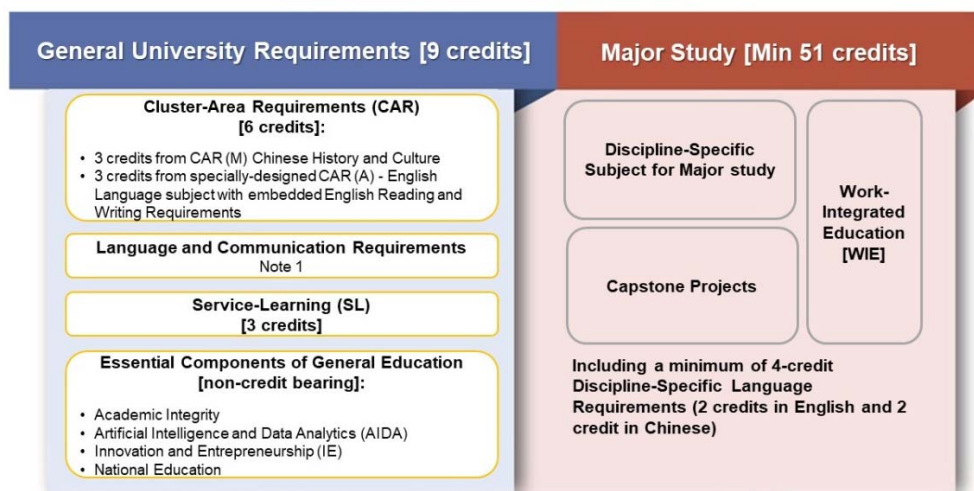 General University Requirements [9 credits]
Cluster-Area Requirements (CAR)
[6 credits]:
• 3 credits from CAR (M) Chinese History and Culture
• 3 credits from specially-designed CAR (A) - English
Language subject with embedded English Reading and
Writing Requirements
Language and Communication Requirements
Note 1
Service-Learning (SL)
[3 credits]
Essential Components of General Education
[non-credit bearing]:
• Academic Integrity
• Artificial Intelligence and Data Analytics (AIDA)
• Innovation and Entrepreneurship (IE)
• National Education
Major Study [Min 51 credits]
Discipline-Specific
Subject for Major study
Capstone Projects
Work-
Integrated
Education
[WIE]
Including a minimum of 4-credit
Discipline-Specific Language
Requirements (2 credits in English and 2
credit in Chinese)